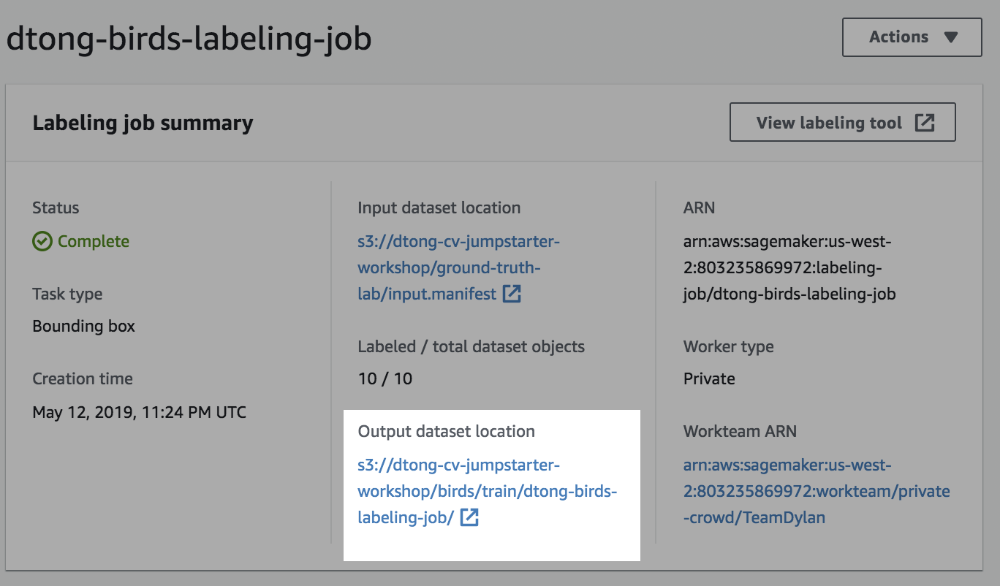 dtong-birds-labeling-job
Actions
Labeling job summary
View labeling tool
Status
Complete
Task type
Bounding box
Creation time
May 12, 2019, 11:24 PM UTC
Input dataset location
s3://dtong-cv-jumpstarter-
workshop/ground-truth-
lab/input.manifest
Labeled / total dataset objects
10 / 10
Output dataset location
s3://dtong-cv-jumpstarter-
workshop/birds/train/dtong-birds-
labeling-job/
ARN
arn:aws:sagemaker:us-west-
2:803235869972:labeling-
job/dtong-birds-labeling-job
Worker type
Private
Workteam ARN
arn:aws:sagemaker:us-west-
2:803235869972:workteam/private
-crowd/TeamDylan